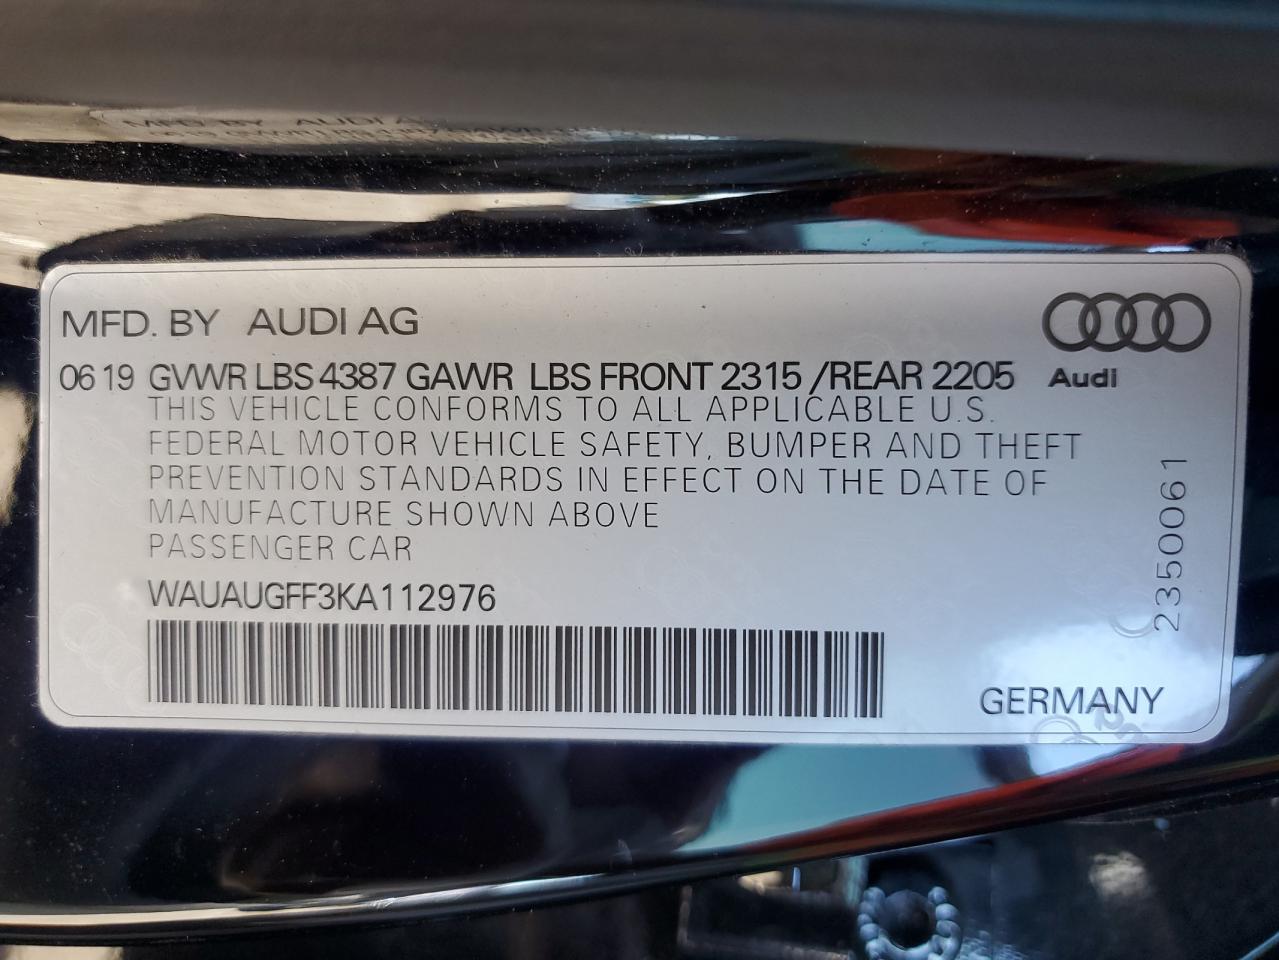 MFD. BY AUDI AG
06 19 GVWR LBS 4387 GAWR LBS FRONT 2315 /REAR 2205
Audi
THIS VEHICLE CONFORMS TO ALL APPLICABLE U.S.
FEDERAL MOTOR VEHICLE SAFETY, BUMPER AND THEFT
PREVENTION STANDARDS IN EFFECT ON THE DATE OF
MANUFACTURE SHOWN ABOVE
PASSENGER CAR
WAUAUGFF3KA112976
2350061
GERMANY